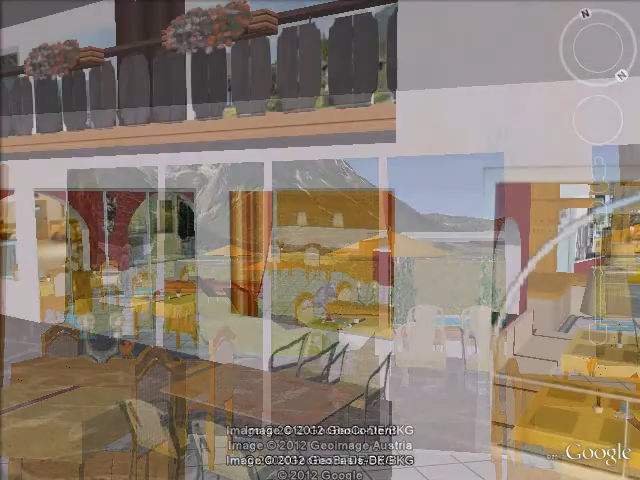 N
N
Image © 2012 GeoContent
Image © 2012 Geoimage Austria
Image © 2012 GeoBasis-DE/BKG
© 2012 Google
Google